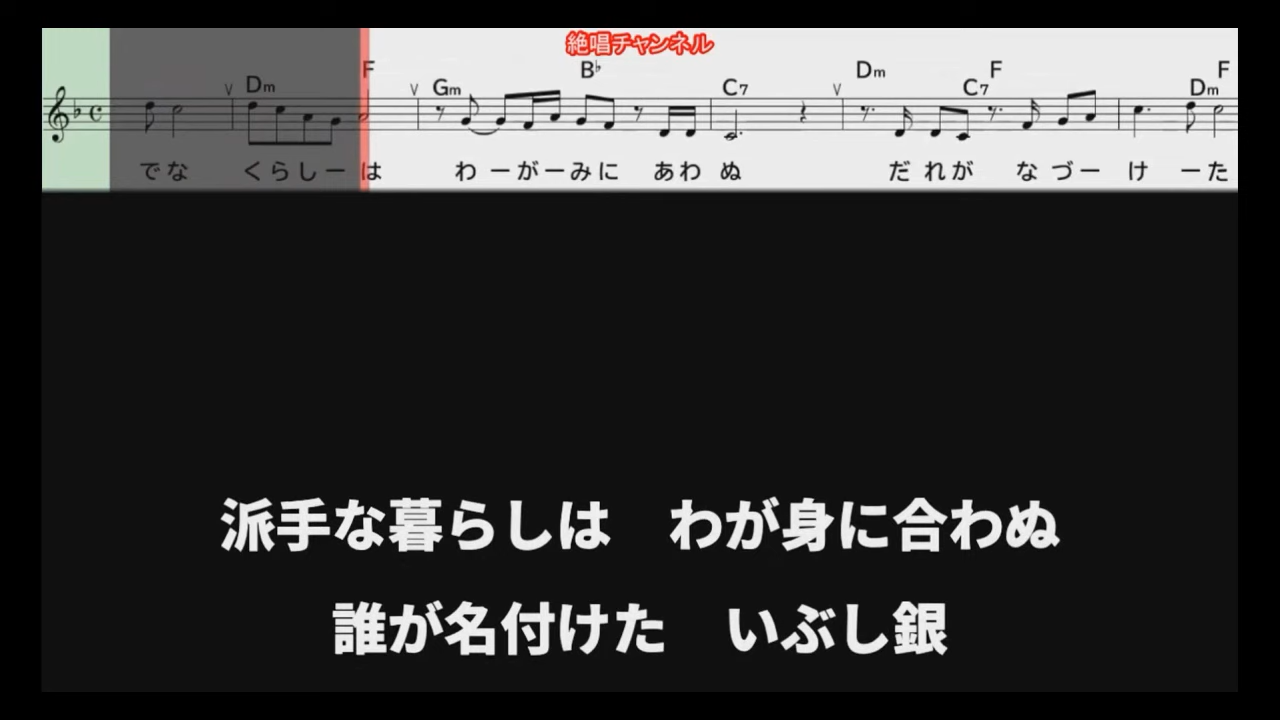 絶唱チャンネル
F B♭ Dm F F
Dm Gm C7 C7 Dm
でな くらしーは わーがーみに あわ ぬ だれが なづー け ーた
派手な暮らしは わが身に合わぬ
誰が名付けた いぶし銀